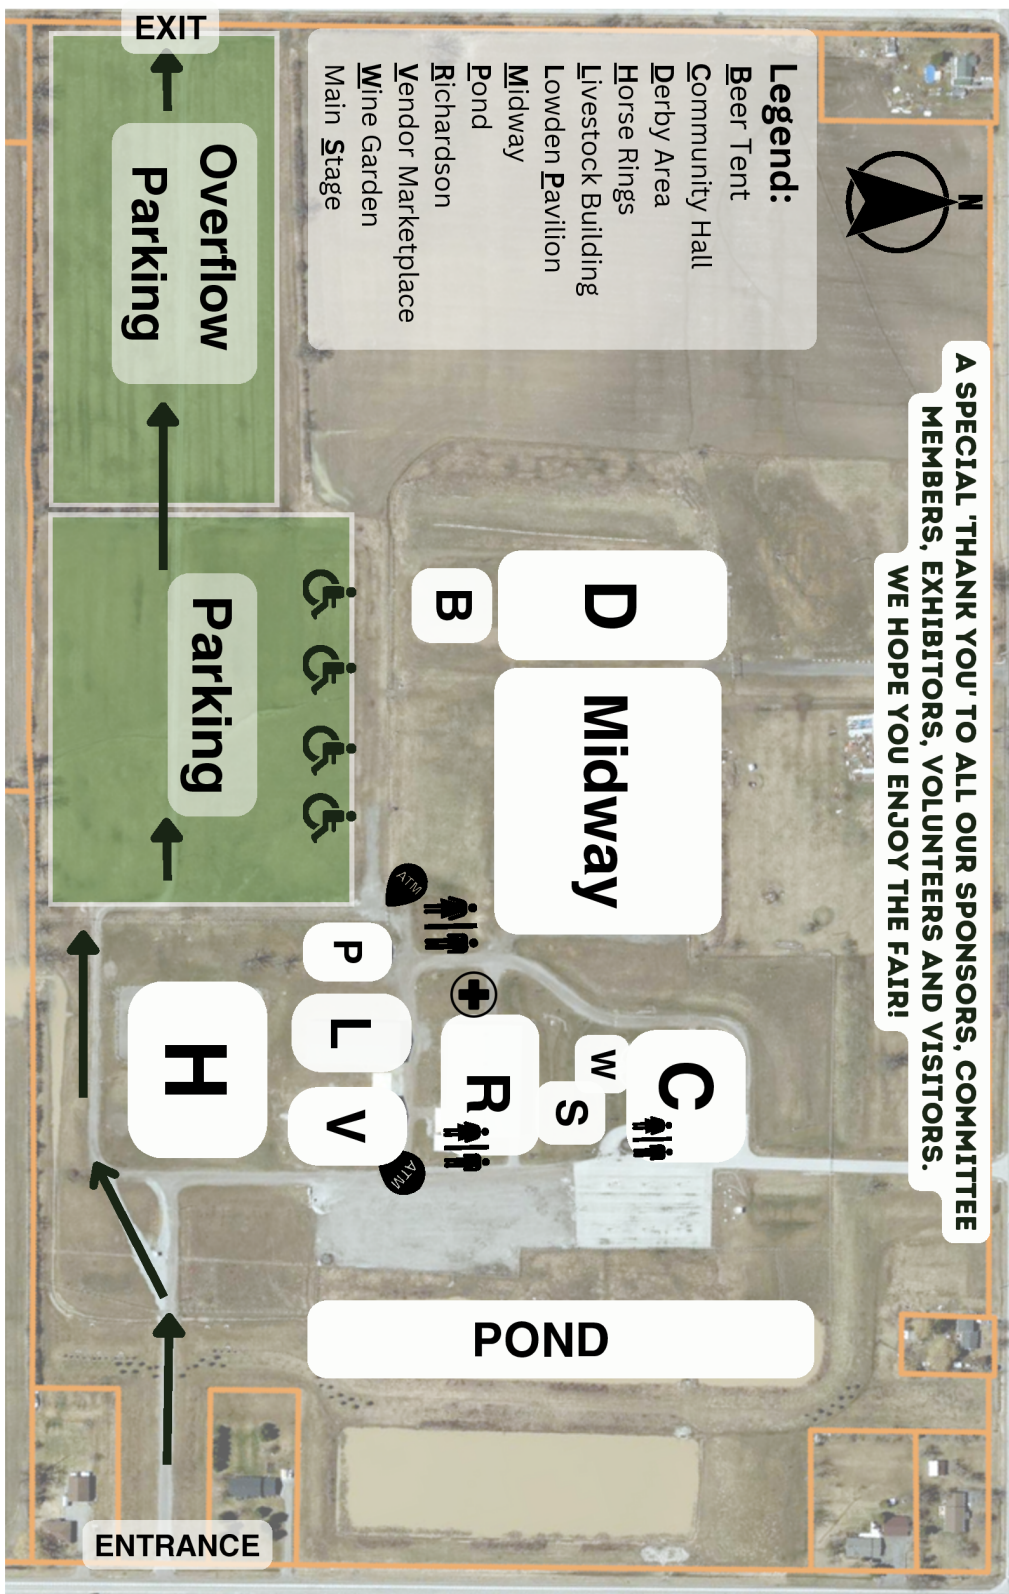 EXIT
Overflow
Parking
Legend:
Beer Tent
Community Hall
Derby Area
Horse Rings
Livestock Building
Lowden Pavilion
Midway
Pond
Richardson
Vendor Marketplace
Wine Garden
Main Stage
N
A SPECIAL 'THANK YOU' TO ALL OUR SPONSORS, COMMITTEE
MEMBERS, EXHIBITORS, VOLUNTEERS AND VISITORS.
WE HOPE YOU ENJOY THE FAIR!
D
B
Midway
Parking
ATM
P
L
V
H
R
W
S
C
ATM
POND
ENTRANCE